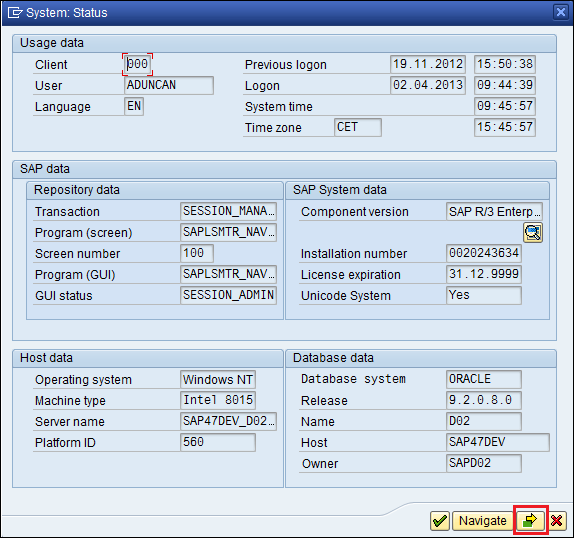 System: Status
Usage data
Client 000 Previous logon 19.11.2012 15:50:38
User ADUNCAN Logon 02.04.2013 09:44:39
Language EN System time 09:45:57
Time zone CET 15:45:57
SAP data
Repository data
Transaction SESSION_MANA...
Program (screen) SAPLSMTR_NAV...
Screen number 100
Program (GUI) SAPLSMTR_NAV...
GUI status SESSION_ADMIN
SAP System data
Component version SAP R/3 Enterp...
Installation number 0020243634
License expiration 31.12.9999
Unicode System Yes
Host data
Operating system Windows NT
Machine type Intel 8015
Server name SAP47DEV_D02...
Platform ID 560
Database data
Database system ORACLE
Release 9.2.0.8.0
Name D02
Host SAP47DEV
Owner SAPD02
Navigate